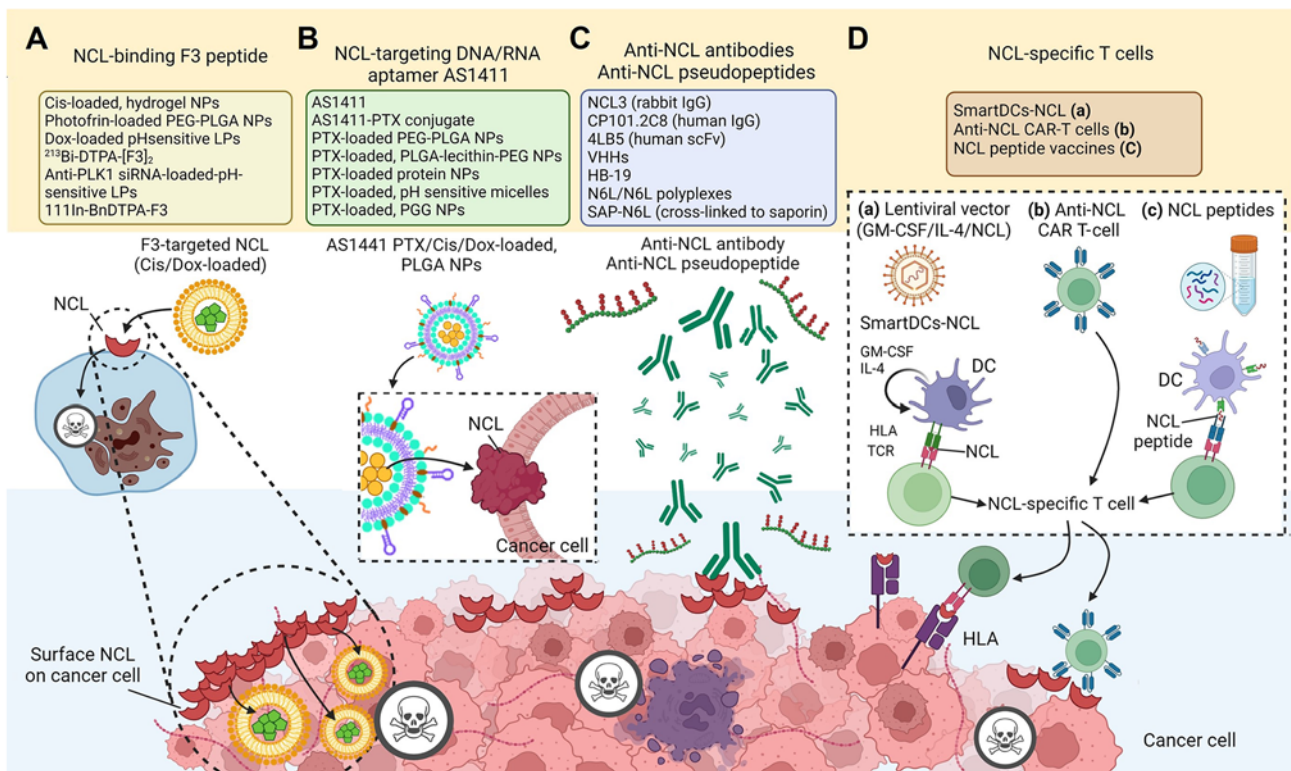 A
NCL-binding F3 peptide
Cis-loaded, hydrogel NPs
Photofrin-loaded PEG-PLGA NPs
Dox-loaded pHsensitive LPs
²¹³Bi-DTPA-[F3]₂
Anti-PLK1 siRNA-loaded-pH-
sensitive LPs
111In-BnDTPA-F3
F3-targeted NCL
(Cis/Dox-loaded)
NCL
B
NCL-targeting DNA/RNA
aptamer AS1411
AS1411
AS1411-PTX conjugate
PTX-loaded PEG-PLGA NPs
PTX-loaded, PLGA-lecithin-PEG NPs
PTX-loaded protein NPs
PTX-loaded, pH sensitive micelles
PTX-loaded, PGG NPs
AS1441 PTX/Cis/Dox-loaded,
PLGA NPs
NCL
Cancer cell
C
Anti-NCL antibodies
Anti-NCL pseudopeptides
NCL3 (rabbit IgG)
CP101.2C8 (human IgG)
4LB5 (human scFv)
VHHs
HB-19
N6L/N6L polyplexes
SAP-N6L (cross-linked to saporin)
Anti-NCL antibody
Anti-NCL pseudopeptide
D
NCL-specific T cells
SmartDCs-NCL (a)
Anti-NCL CAR-T cells (b)
NCL peptide vaccines (C)
(a) Lentiviral vector
(GM-CSF/IL-4/NCL)
(b) Anti-NCL
CAR T-cell
(c) NCL peptides
SmartDCs-NCL
GM-CSF
IL-4
DC
HLA
TCR
NCL
DC
NCL
peptide
NCL-specific T cell
HLA
Surface NCL
on cancer cell
Cancer cell